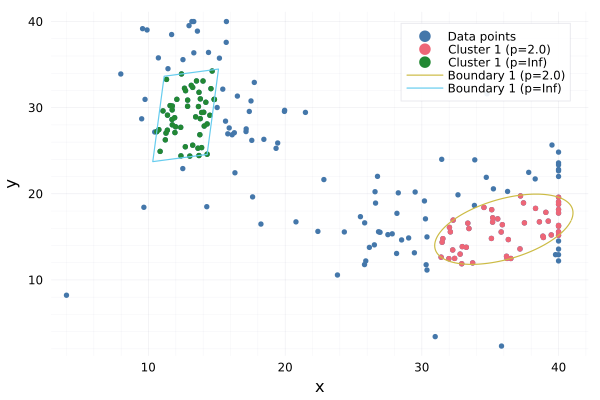 40
30
20
10
10
20
30
40
x
y
Data points
Cluster 1 (p=2.0)
Cluster 1 (p=Inf)
Boundary 1 (p=2.0)
Boundary 1 (p=Inf)